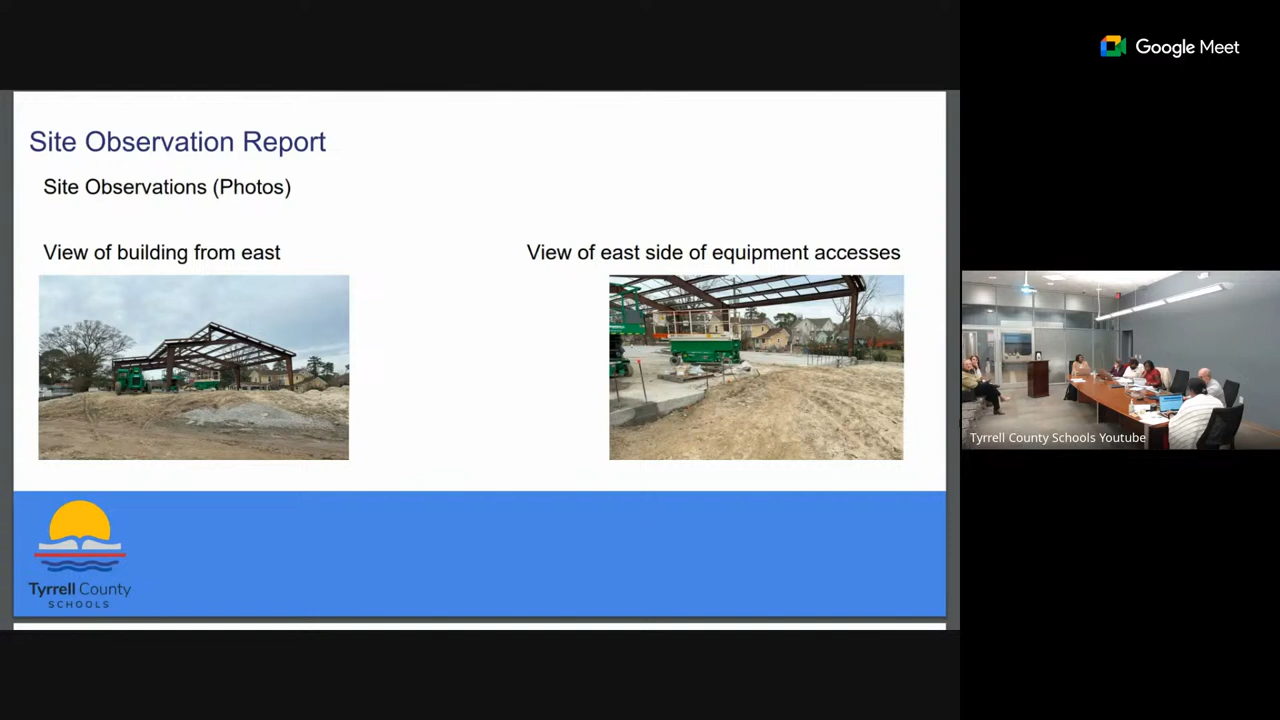 Google Meet
Site Observation Report
Site Observations (Photos)
View of building from east
View of east side of equipment accesses
Tyrrell County Schools Youtube
Tyrrell County
SCHOOLS